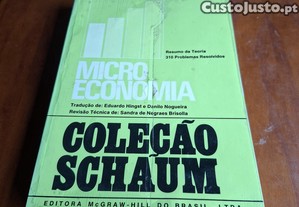 CustoJusto.pt
Resumo da Teoria
310 Problemas Resolvidos
MICRO
ECONOMIA
Tradução de: Eduardo Hingst e Danilo Nogueira
Revisão Técnica de: Sandra de Negraes Brisolla
COLEÇÃO
SCHAUM
EDITORA McGRAW-HILL DO BRASIL, LTDA.